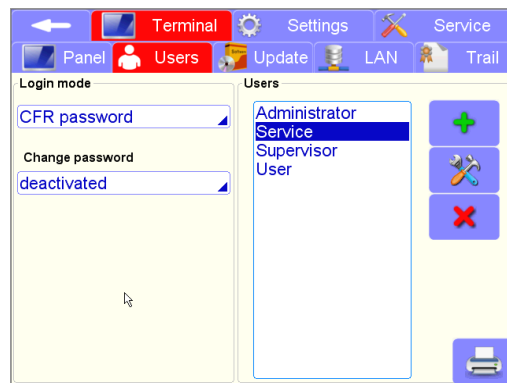 Terminal Settings Service
Panel Users Update LAN Trail
Login mode
CFR password
Change password
deactivated
Users
Administrator
Service
Supervisor
User